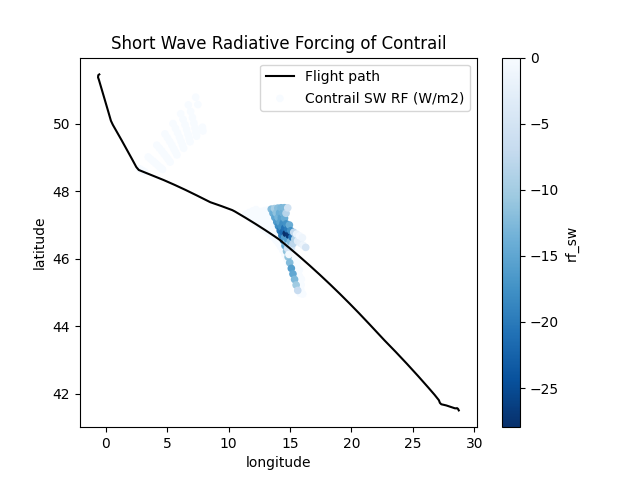 Short Wave Radiative Forcing of Contrail
Flight path
Contrail SW RF (W/m2)
50
48
46
44
42
latitude
0 5 10 15 20 25 30
longitude
0
−5
−10
−15
−20
−25
rf_sw